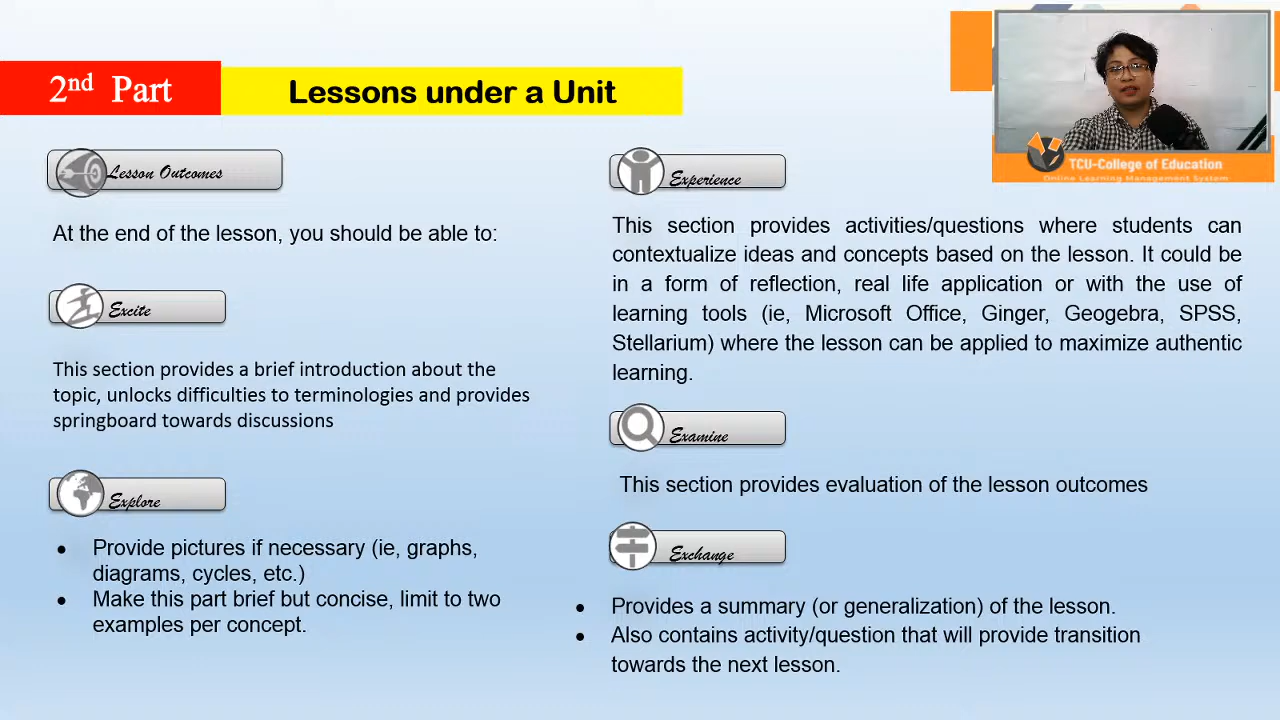 2nd Part
Lessons under a Unit
TCU-College of Education
Online Learning Management System
Lesson Outcomes
At the end of the lesson, you should be able to:
Excite
This section provides a brief introduction about the
topic, unlocks difficulties to terminologies and provides
springboard towards discussions
Explore
• Provide pictures if necessary (ie, graphs,
diagrams, cycles, etc.)
• Make this part brief but concise, limit to two
examples per concept.
Experience
This section provides activities/questions where students can
contextualize ideas and concepts based on the lesson. It could be
in a form of reflection, real life application or with the use of
learning tools (ie, Microsoft Office, Ginger, Geogebra, SPSS,
Stellarium) where the lesson can be applied to maximize authentic
learning.
Examine
This section provides evaluation of the lesson outcomes
Exchange
• Provides a summary (or generalization) of the lesson.
• Also contains activity/question that will provide transition
towards the next lesson.